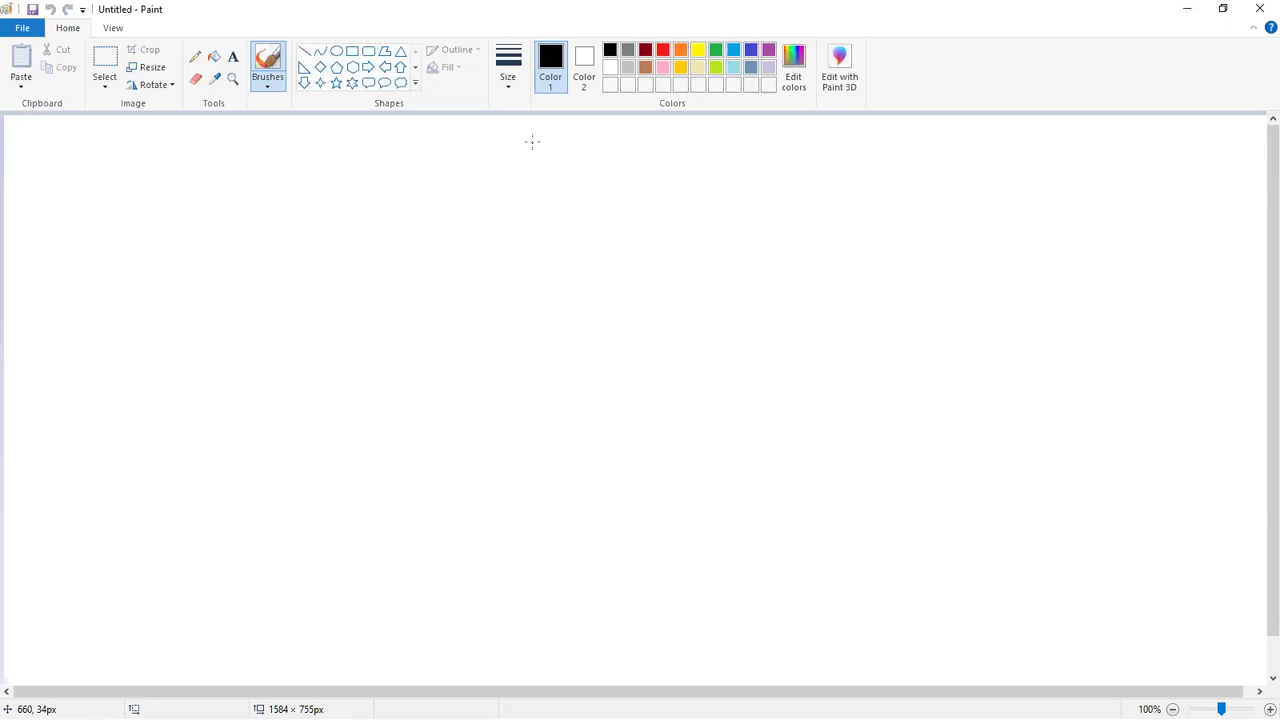 Untitled - Paint
File Home View
Paste
Cut
Copy
Clipboard
Select
Crop
Resize
Rotate
Image
A
Tools
Brushes
Outline
Fill
Shapes
Size
Color 1
Color 2
Edit colors
Colors
Edit with Paint 3D
660, 34px
1584 × 755px
100%